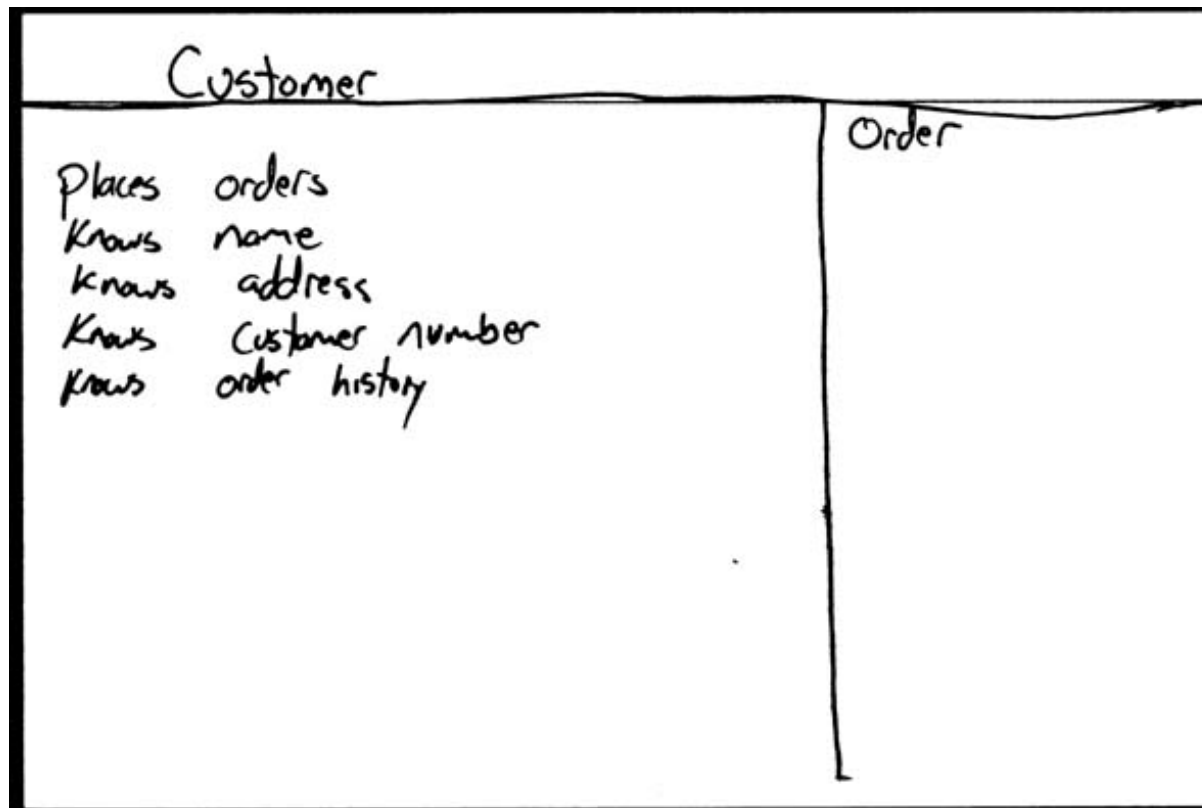 Customer
Order
Places orders
Knows name
Knows address
Knows customer number
Knows order history